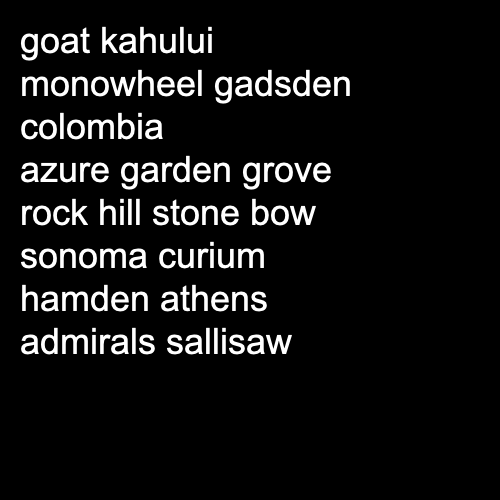 goat kahului
monowheel gadsden
colombia
azure garden grove
rock hill stone bow
sonoma curium
hamden athens
admirals sallisaw